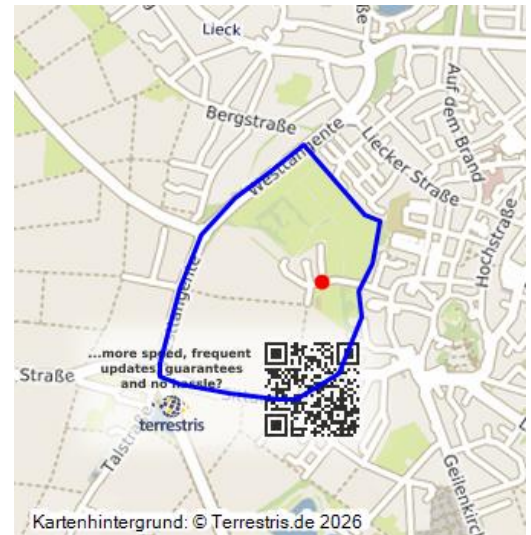 Lieck
Bergstraße
Auf dem Brand
Liecker Straße
Westtangente
Hochstraße
...more speed, frequent
updates, guarantees
and no hassle?
Straße
terrestris
Talstraße
Kartenhintergrund: © Terrestris.de 2026